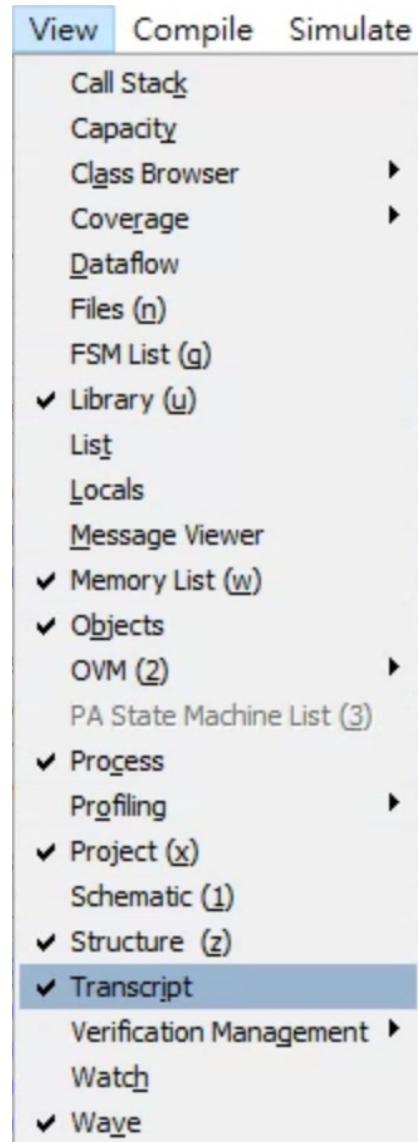 View Compile Simulate
Call Stack
Capacity
Class Browser
Coverage
Dataflow
Files (n)
FSM List (q)
Library (u)
List
Locals
Message Viewer
Memory List (w)
Objects
OVM (2)
PA State Machine List (3)
Process
Profiling
Project (x)
Schematic (1)
Structure (z)
Transcript
Verification Management
Watch
Wave